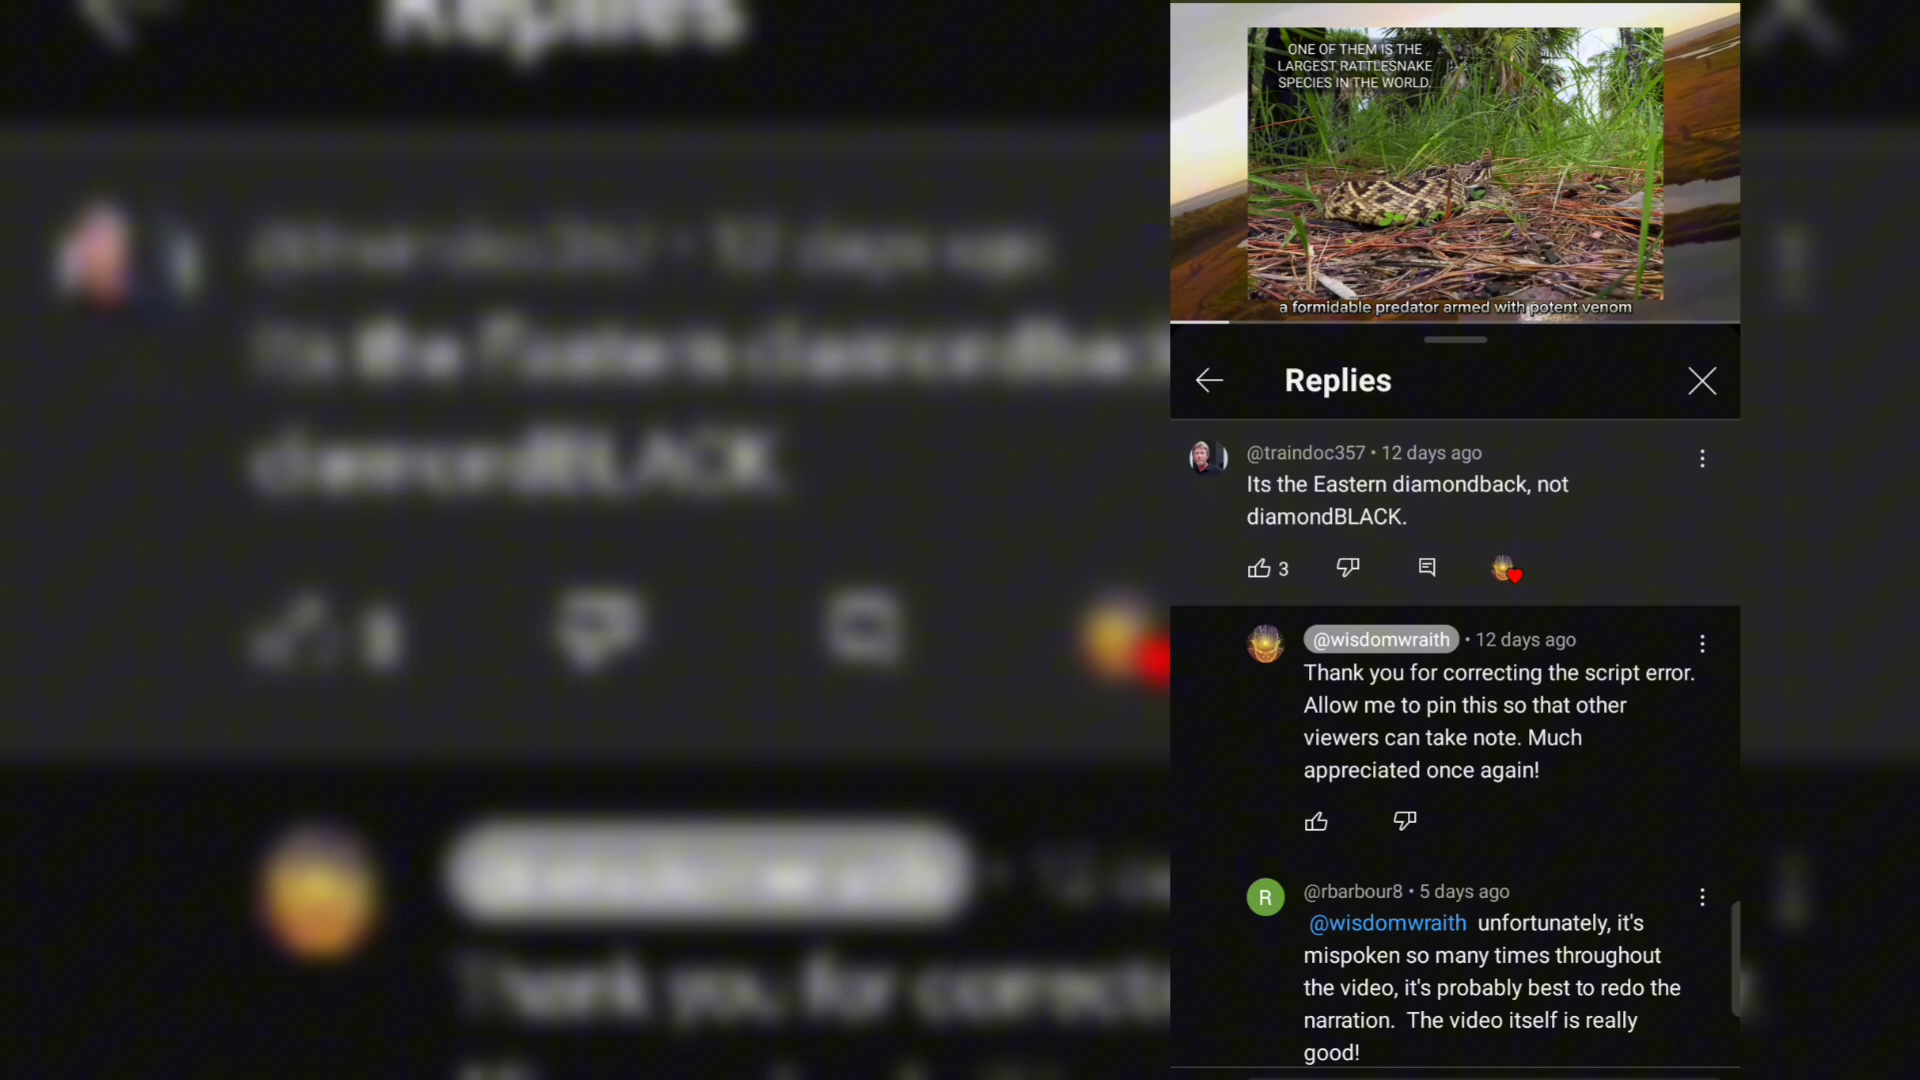 ONE OF THEM IS THE
LARGEST RATTLESNAKE
SPECIES IN THE WORLD.
a formidable predator armed with potent venom
Replies
@traindoc357 • 12 days ago
Its the Eastern diamondback, not
diamondBLACK.
3
@wisdomwraith • 12 days ago
Thank you for correcting the script error.
Allow me to pin this so that other
viewers can take note. Much
appreciated once again!
R
@rbarbour8 • 5 days ago
@wisdomwraith unfortunately, it's
mispoken so many times throughout
the video, it's probably best to redo the
narration. The video itself is really
good!